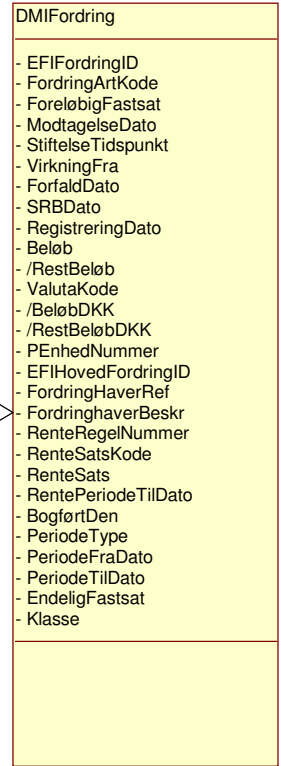 DMIFordring
- EFIFordringID
- FordringArtKode
- ForeløbigFastsat
- ModtagelseDato
- StiftelseTidspunkt
- VirkningFra
- ForfaldDato
- SRBDato
- RegistreringDato
- Beløb
- /RestBeløb
- ValutaKode
- /BeløbDKK
- /RestBeløbDKK
- PEnhedNummer
- EFIHovedFordringID
- FordringHaverRef
- FordringhaverBeskr
- RenteRegelNummer
- RenteSatsKode
- RenteSats
- RentePeriodeTilDato
- BogførtDen
- PeriodeType
- PeriodeFraDato
- PeriodeTilDato
- EndeligFastsat
- Klasse